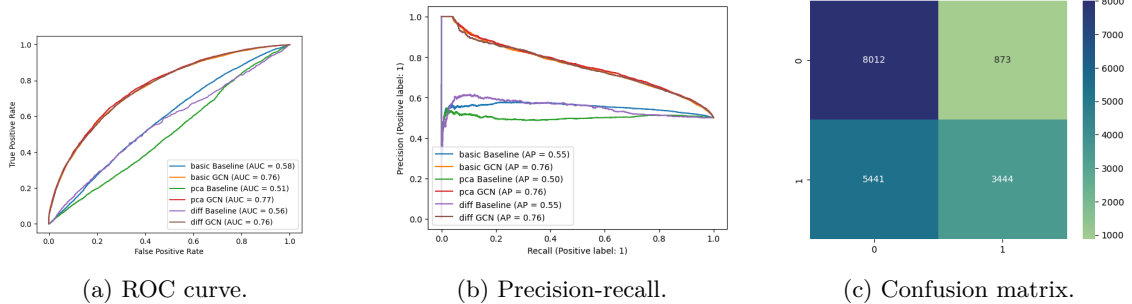 1.0
0.8
0.6
0.4
0.2
0.0
True Positive Rate
0.0 0.2 0.4 0.6 0.8 1.0
False Positive Rate
basic Baseline (AUC = 0.58)
basic GCN (AUC = 0.76)
pca Baseline (AUC = 0.51)
pca GCN (AUC = 0.77)
diff Baseline (AUC = 0.56)
diff GCN (AUC = 0.76)
(a) ROC curve.
1.0
0.8
0.6
0.4
0.2
0.0
Precision (Positive label: 1)
0.0 0.2 0.4 0.6 0.8 1.0
Recall (Positive label: 1)
basic Baseline (AP = 0.55)
basic GCN (AP = 0.76)
pca Baseline (AP = 0.50)
pca GCN (AP = 0.76)
diff Baseline (AP = 0.55)
diff GCN (AP = 0.76)
(b) Precision-recall.
0
1
8012 873
5441 3444
0 1
8000
7000
6000
5000
4000
3000
2000
1000
(c) Confusion matrix.